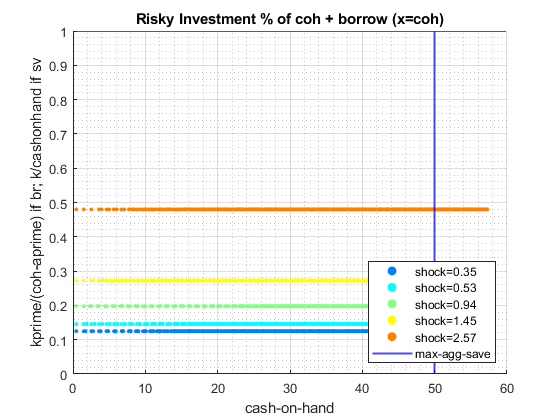 Risky Investment % of coh + borrow (x=coh)
kprime/(coh-aprime) if br; k/cashonhand if sv
1
0.9
0.8
0.7
0.6
0.5
0.4
0.3
0.2
0.1
0
0
10
20
30
40
50
60
cash-on-hand
shock=0.35
shock=0.53
shock=0.94
shock=1.45
shock=2.57
max-agg-save